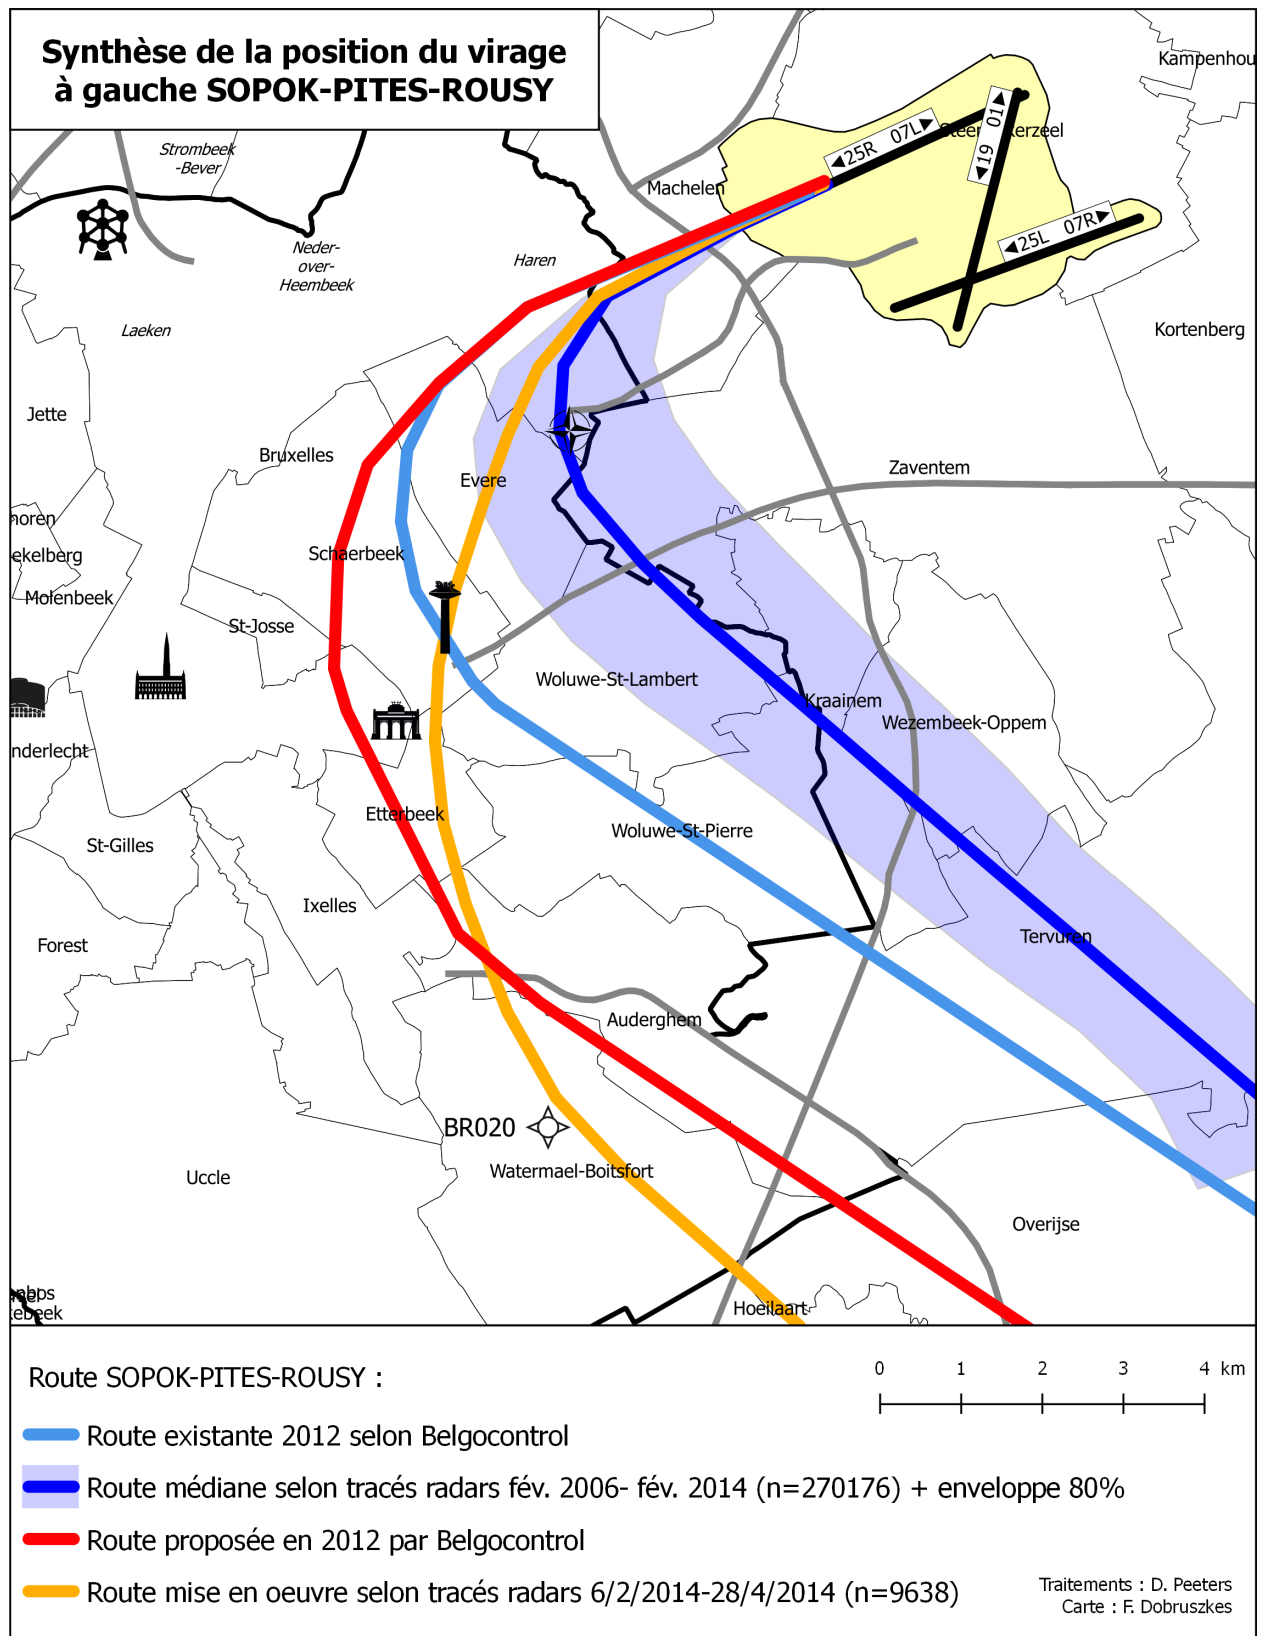 Synthèse de la position du virage
à gauche SOPOK-PITES-ROUSY
Kampenhou
Strombeek
-Bever
25R 07L
19 01
Machelen
25L 07R
Neder-
over-
Heembeek
Haren
Laeken
Kortenberg
Jette
Bruxelles
Zaventem
Evere
noren
Schaerbeek
ekelberg
Molenbeek
St-Josse
Woluwe-St-Lambert
Kraainem
Wezembeek-Oppem
nderlecht
Etterbeek
Woluwe-St-Pierre
St-Gilles
Ixelles
Tervuren
Forest
Auderghem
BR020
Watermael-Boitsfort
Uccle
Overijse
Hoeilaart
ebeek
Route SOPOK-PITES-ROUSY :
0 1 2 3 4 km
Route existante 2012 selon Belgocontrol
Route médiane selon tracés radars fév. 2006- fév. 2014 (n=270176) + enveloppe 80%
Route proposée en 2012 par Belgocontrol
Route mise en oeuvre selon tracés radars 6/2/2014-28/4/2014 (n=9638)
Traitements : D. Peeters
Carte : F. Dobruszkes